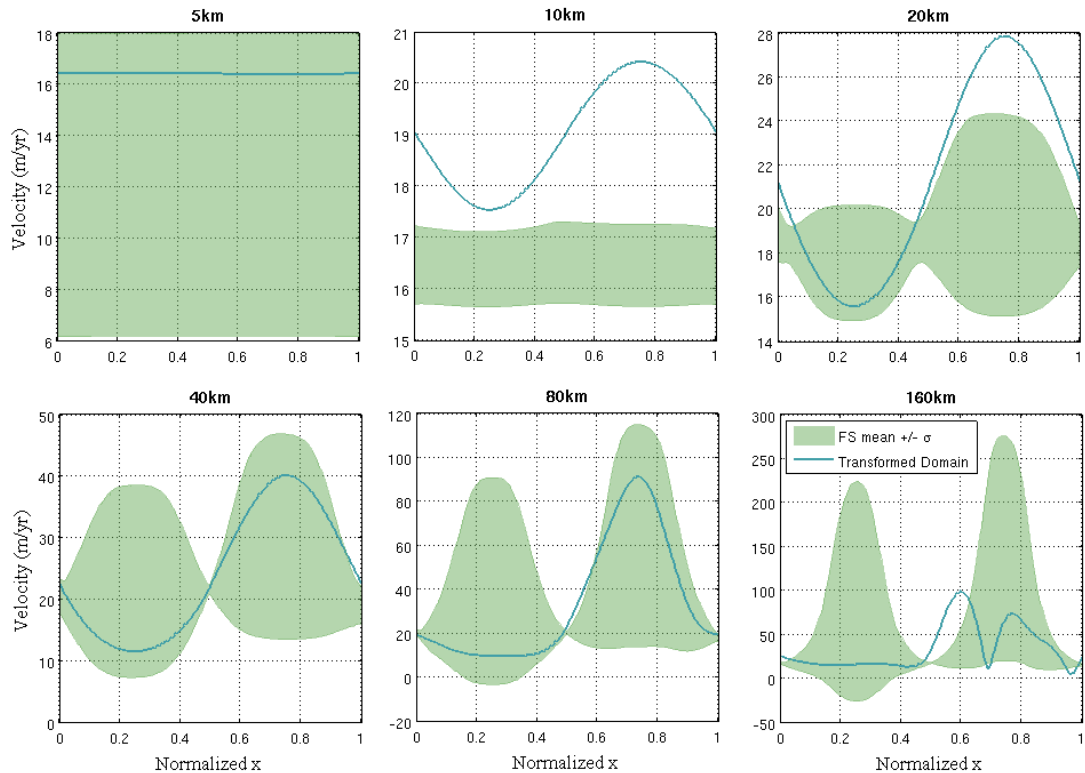 5km
10km
20km
18
16
14
12
10
8
6
21
20
19
18
17
16
15
28
26
24
22
20
18
16
14
Velocity (m/yr)
0 0.2 0.4 0.6 0.8 1
0 0.2 0.4 0.6 0.8 1
0 0.2 0.4 0.6 0.8 1
40km
80km
160km
50
40
30
20
10
0
120
100
80
60
40
20
0
-20
300
250
200
150
100
50
0
-50
FS mean +/- σ
Transformed Domain
Velocity (m/yr)
0 0.2 0.4 0.6 0.8 1
0 0.2 0.4 0.6 0.8 1
0 0.2 0.4 0.6 0.8 1
Normalized x
Normalized x
Normalized x